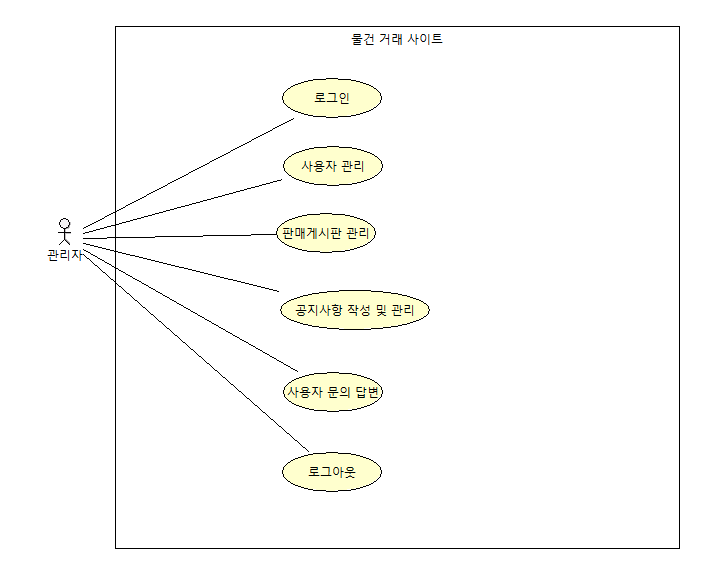 물건 거래 사이트
로그인
사용자 관리
판매게시판 관리
관리자
공지사항 작성 및 관리
사용자 문의 답변
로그아웃